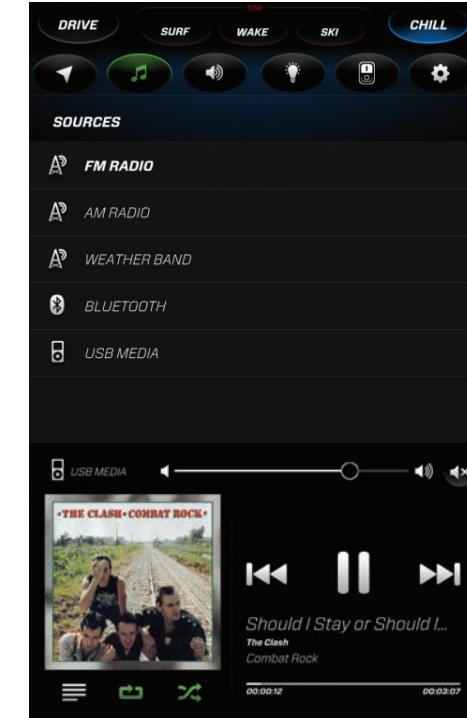 TOW
DRIVE
SURF
WAKE
SKI
CHILL
SOURCES
FM RADIO
AM RADIO
WEATHER BAND
BLUETOOTH
USB MEDIA
USB MEDIA
•THE CLASH•COMBAT ROCK•
Should I Stay or Should I...
The Clash
Combat Rock
00:00:12
00:03:07